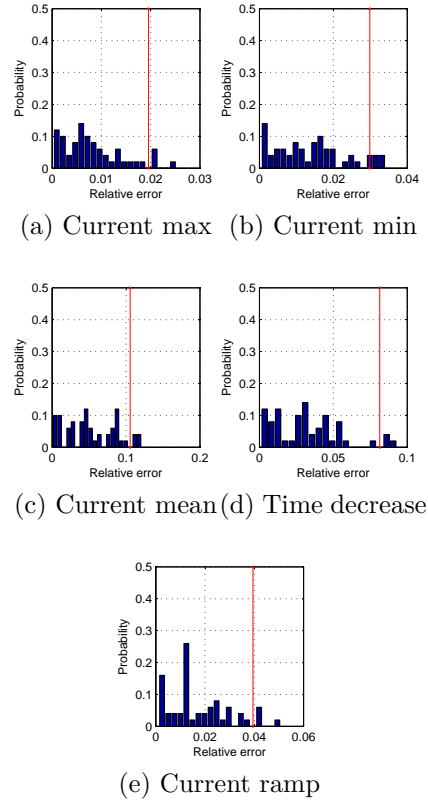 0.5 0.5
0.4 0.4
0.3 0.3
0.2 0.2
0.1 0.1
0 0
Probability Probability
0 0.01 0.02 0.03 0 0.02 0.04
Relative error Relative error
(a) Current max (b) Current min
0.5 0.5
0.4 0.4
0.3 0.3
0.2 0.2
0.1 0.1
0 0
Probability Probability
0 0.1 0.2 0 0.05 0.1
Relative error Relative error
(c) Current mean (d) Time decrease
0.5
0.4
0.3
0.2
0.1
0
Probability
0 0.02 0.04 0.06
Relative error
(e) Current ramp